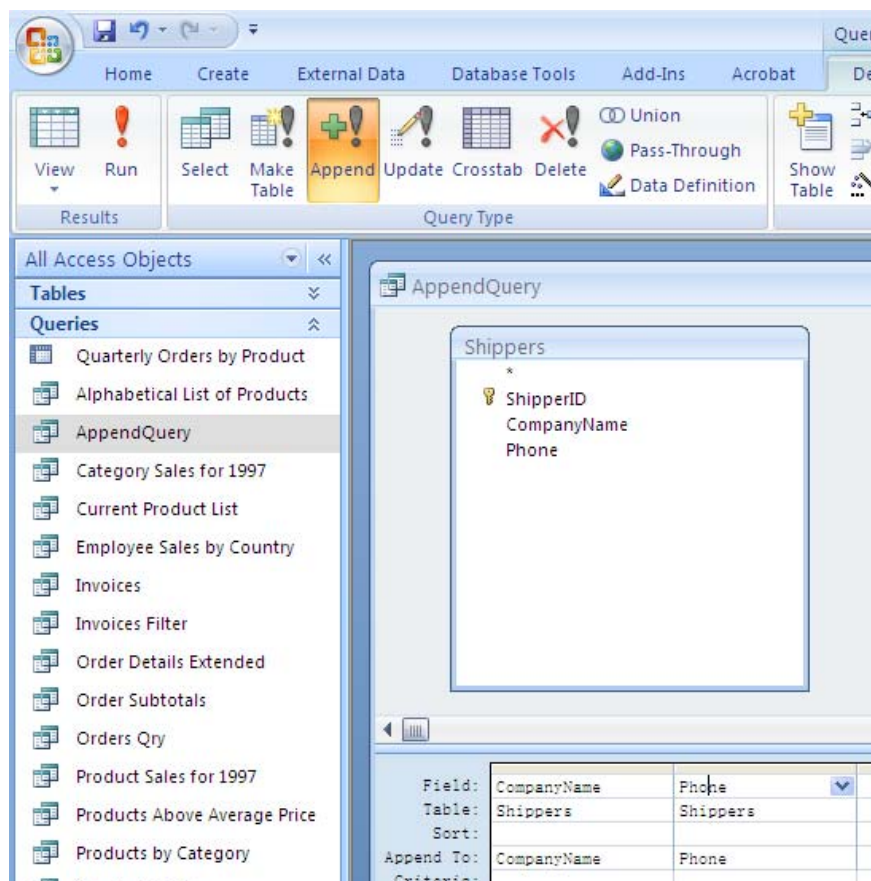 Quer
Home Create External Data Database Tools Add-Ins Acrobat De
View Run Select Make Table Append Update Crosstab Delete Union Pass-Through Data Definition Show Table
Results Query Type
All Access Objects
Tables
Queries
Quarterly Orders by Product
Alphabetical List of Products
AppendQuery
Category Sales for 1997
Current Product List
Employee Sales by Country
Invoices
Invoices Filter
Order Details Extended
Order Subtotals
Orders Qry
Product Sales for 1997
Products Above Average Price
Products by Category
AppendQuery
Shippers
*
ShipperID
CompanyName
Phone
Field: CompanyName Phone
Table: Shippers Shippers
Sort:
Append To: CompanyName Phone
Criteria: